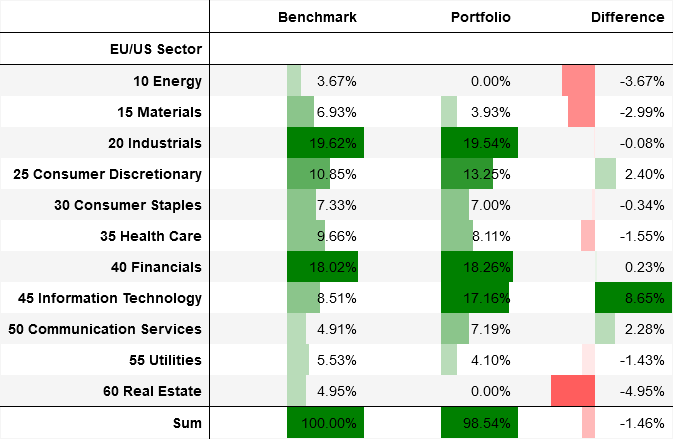 Benchmark Portfolio Difference
EU/US Sector
10 Energy 3.67% 0.00% -3.67%
15 Materials 6.93% 3.93% -2.99%
20 Industrials 19.62% 19.54% -0.08%
25 Consumer Discretionary 10.85% 13.25% 2.40%
30 Consumer Staples 7.33% 7.00% -0.34%
35 Health Care 9.66% 8.11% -1.55%
40 Financials 18.02% 18.26% 0.23%
45 Information Technology 8.51% 17.16% 8.65%
50 Communication Services 4.91% 7.19% 2.28%
55 Utilities 5.53% 4.10% -1.43%
60 Real Estate 4.95% 0.00% -4.95%
Sum 100.00% 98.54% -1.46%